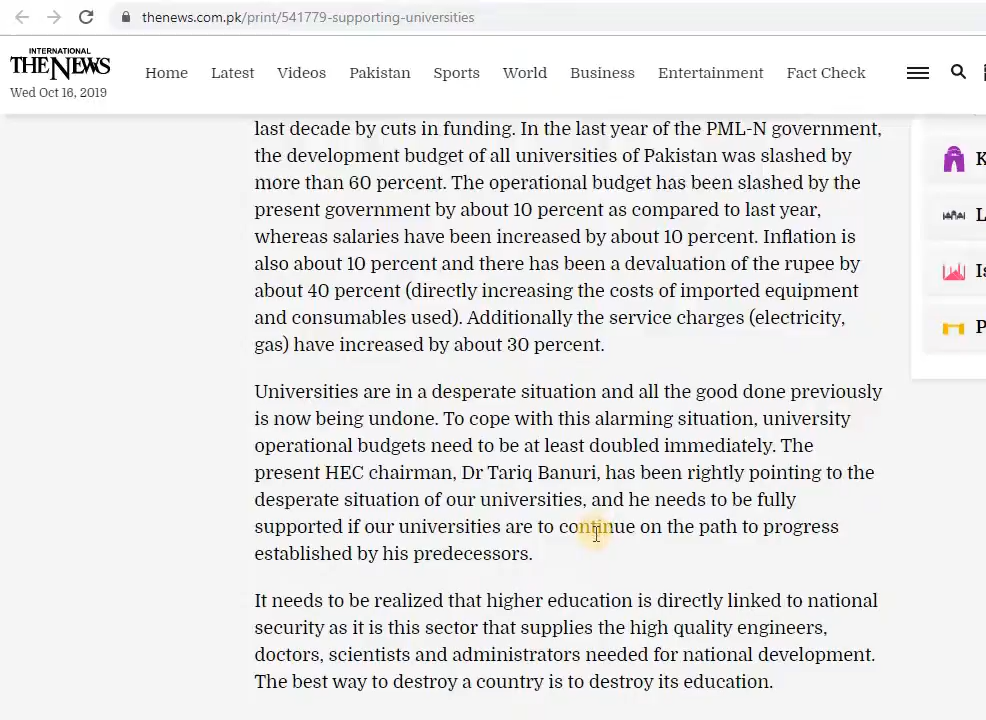 thenews.com.pk/print/541779-supporting-universities
INTERNATIONAL
THE NEWS
Wed Oct 16, 2019
Home Latest Videos Pakistan Sports World Business Entertainment Fact Check
last decade by cuts in funding. In the last year of the PML-N government,
the development budget of all universities of Pakistan was slashed by
more than 60 percent. The operational budget has been slashed by the
present government by about 10 percent as compared to last year,
whereas salaries have been increased by about 10 percent. Inflation is
also about 10 percent and there has been a devaluation of the rupee by
about 40 percent (directly increasing the costs of imported equipment
and consumables used). Additionally the service charges (electricity,
gas) have increased by about 30 percent.
Universities are in a desperate situation and all the good done previously
is now being undone. To cope with this alarming situation, university
operational budgets need to be at least doubled immediately. The
present HEC chairman, Dr Tariq Banuri, has been rightly pointing to the
desperate situation of our universities, and he needs to be fully
supported if our universities are to continue on the path to progress
established by his predecessors.
It needs to be realized that higher education is directly linked to national
security as it is this sector that supplies the high quality engineers,
doctors, scientists and administrators needed for national development.
The best way to destroy a country is to destroy its education.
K
L
Is
P